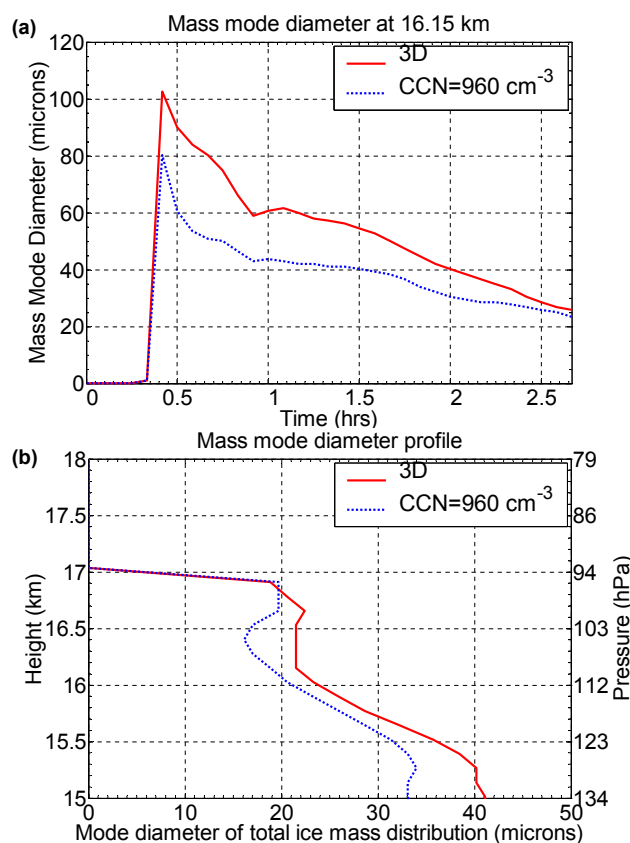 (a)
Mass mode diameter at 16.15 km
3D
CCN=960 cm⁻³
Mass Mode Diameter (microns)
120
100
80
60
40
20
0
0 0.5 1 1.5 2 2.5
Time (hrs)
(b)
Mass mode diameter profile
3D
CCN=960 cm⁻³
Height (km)
18
17.5
17
16.5
16
15.5
15
79
86
94
103
112
123
134
Pressure (hPa)
0 10 20 30 40 50
Mode diameter of total ice mass distribution (microns)